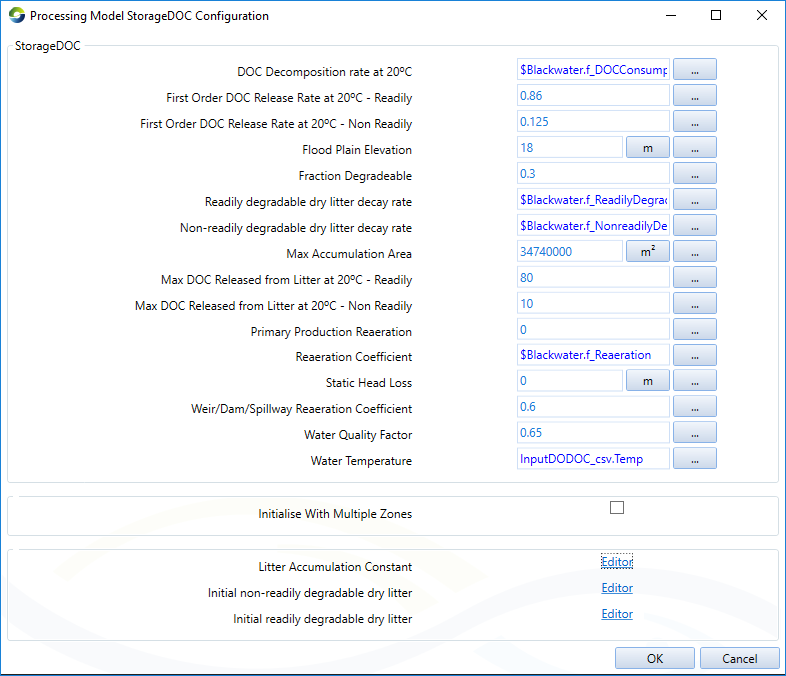 Processing Model StorageDOC Configuration
StorageDOC
DOC Decomposition rate at 20ºC $Blackwater.f_DOCConsump ...
First Order DOC Release Rate at 20ºC - Readily 0.86 ...
First Order DOC Release Rate at 20ºC - Non Readily 0.125 ...
Flood Plain Elevation 18 m ...
Fraction Degradeable 0.3 ...
Readily degradable dry litter decay rate $Blackwater.f_ReadilyDegrad ...
Non-readily degradable dry litter decay rate $Blackwater.f_NonreadilyDe ...
Max Accumulation Area 34740000 m² ...
Max DOC Released from Litter at 20ºC - Readily 80 ...
Max DOC Released from Litter at 20ºC - Non Readily 10 ...
Primary Production Reaeration 0 ...
Reaeration Coefficient $Blackwater.f_Reaeration ...
Static Head Loss 0 m ...
Weir/Dam/Spillway Reaeration Coefficient 0.6 ...
Water Quality Factor 0.65 ...
Water Temperature InputDODOC_csv.Temp ...
Initialise With Multiple Zones
Litter Accumulation Constant Editor
Initial non-readily degradable dry litter Editor
Initial readily degradable dry litter Editor
OK Cancel